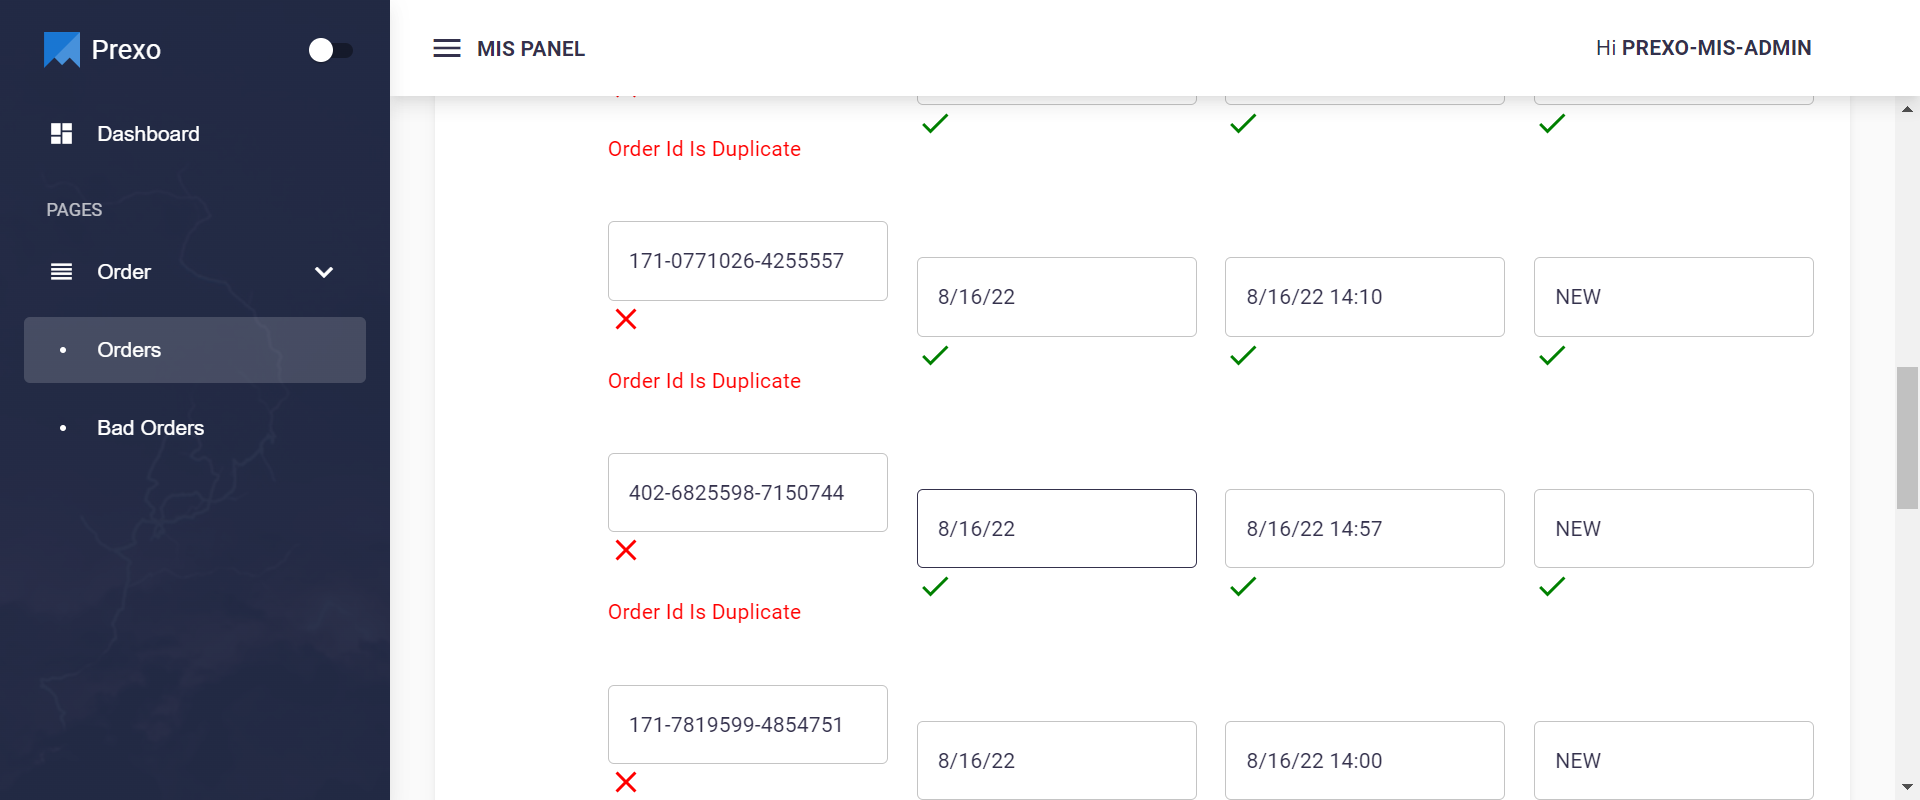 Prexo
MIS PANEL
Hi PREXO-MIS-ADMIN
Dashboard
PAGES
Order
Orders
Bad Orders
Order Id Is Duplicate
171-0771026-4255557
8/16/22
8/16/22 14:10
NEW
Order Id Is Duplicate
402-6825598-7150744
8/16/22
8/16/22 14:57
NEW
Order Id Is Duplicate
171-7819599-4854751
8/16/22
8/16/22 14:00
NEW